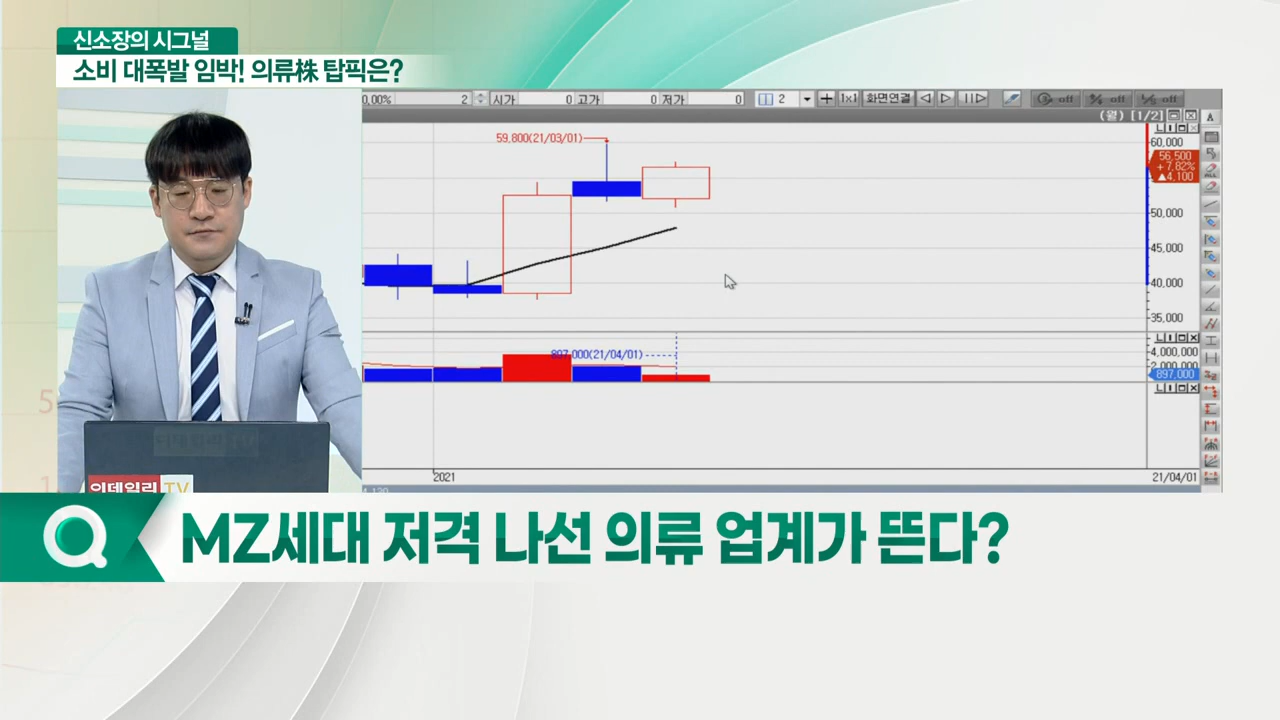 신소장의 시그널
소비 대폭발 임박! 의류株 탑픽은?
0,00% 2 시가 0 고가 0 저가 0 2 1x1 화면연결 off off off
(월) [1/2]
59,800(21/03/01)
60,000
56,500
+7.82%
▲4,100
50,000
45,000
40,000
35,000
897,000(21/04/01)
4,000,000
2,000,000
897,000
2021 21/04/01
이데일리 TV
MZ세대 저격 나선 의류 업계가 뜬다?